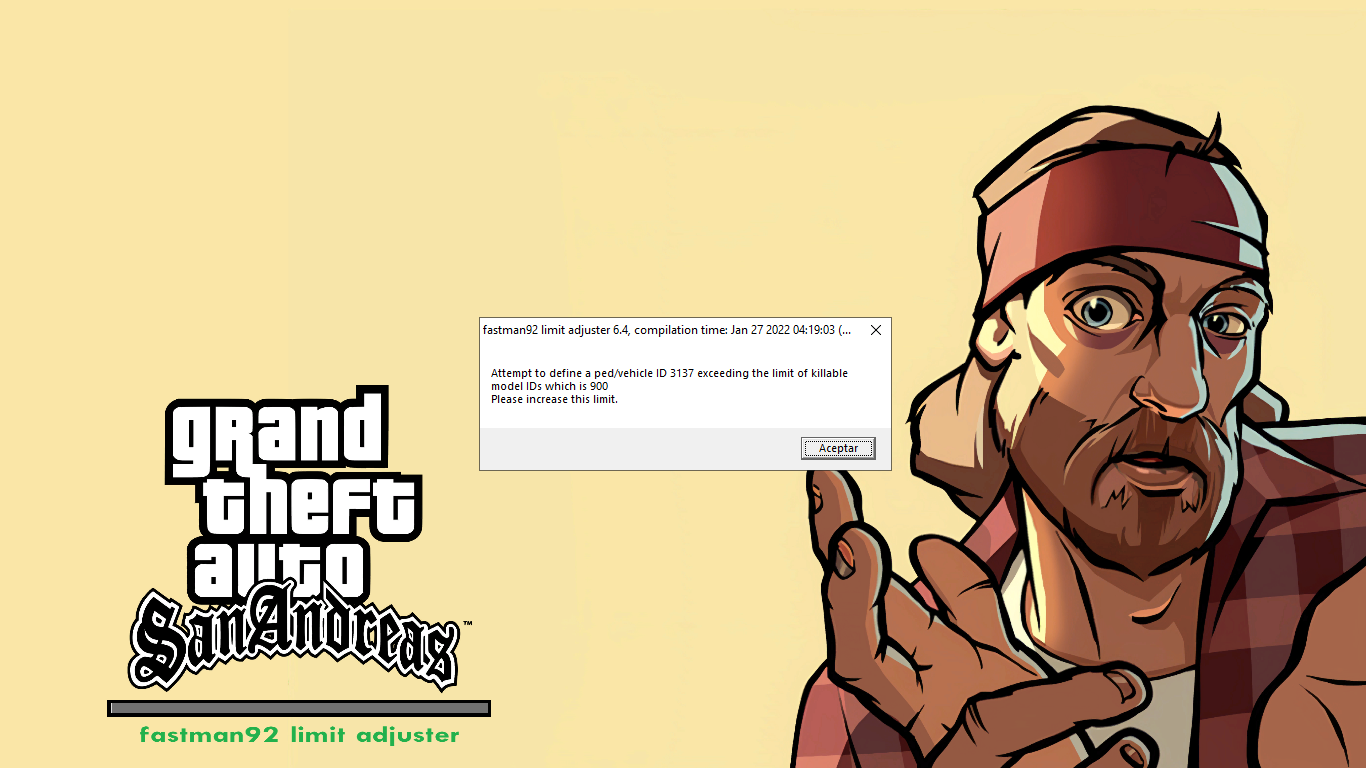 fastman92 limit adjuster 6.4, compilation time: Jan 27 2022 04:19:03 (...
Attempt to define a ped/vehicle ID 3137 exceeding the limit of killable
model IDs which is 900
Please increase this limit.
Aceptar
grand
theft
auto
San Andreas™
fastman92 limit adjuster